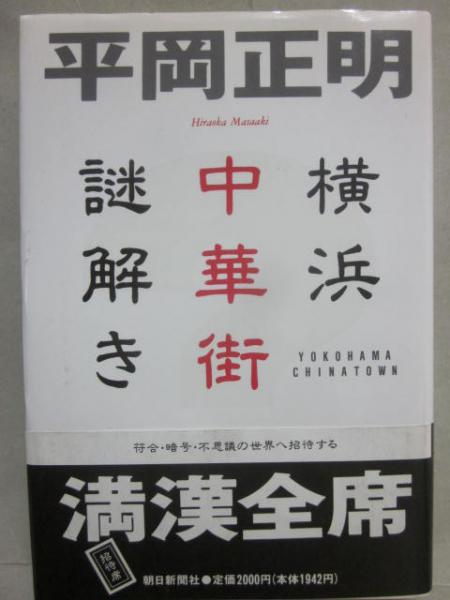 平岡正明
Hiraoka Masaaki
横浜
中華街
謎解き
YOKOHAMA
CHINATOWN
符合・暗号・不思議の世界へ招待する
満漢全席
招待席
朝日新聞社●定価2000円(本体1942円)